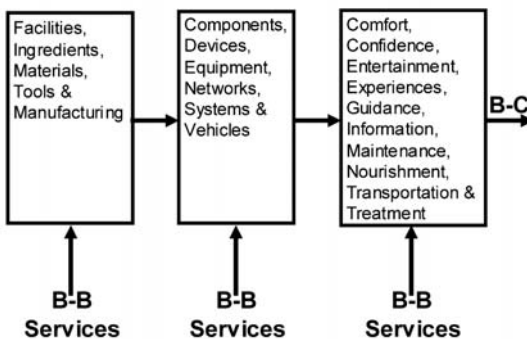 Facilities,
Ingredients,
Materials,
Tools &
Manufacturing
Components,
Devices,
Equipment,
Networks,
Systems &
Vehicles
Comfort,
Confidence,
Entertainment,
Experiences,
Guidance,
Information,
Maintenance,
Nourishment,
Transportation &
Treatment
B-C
B-B
Services
B-B
Services
B-B
Services